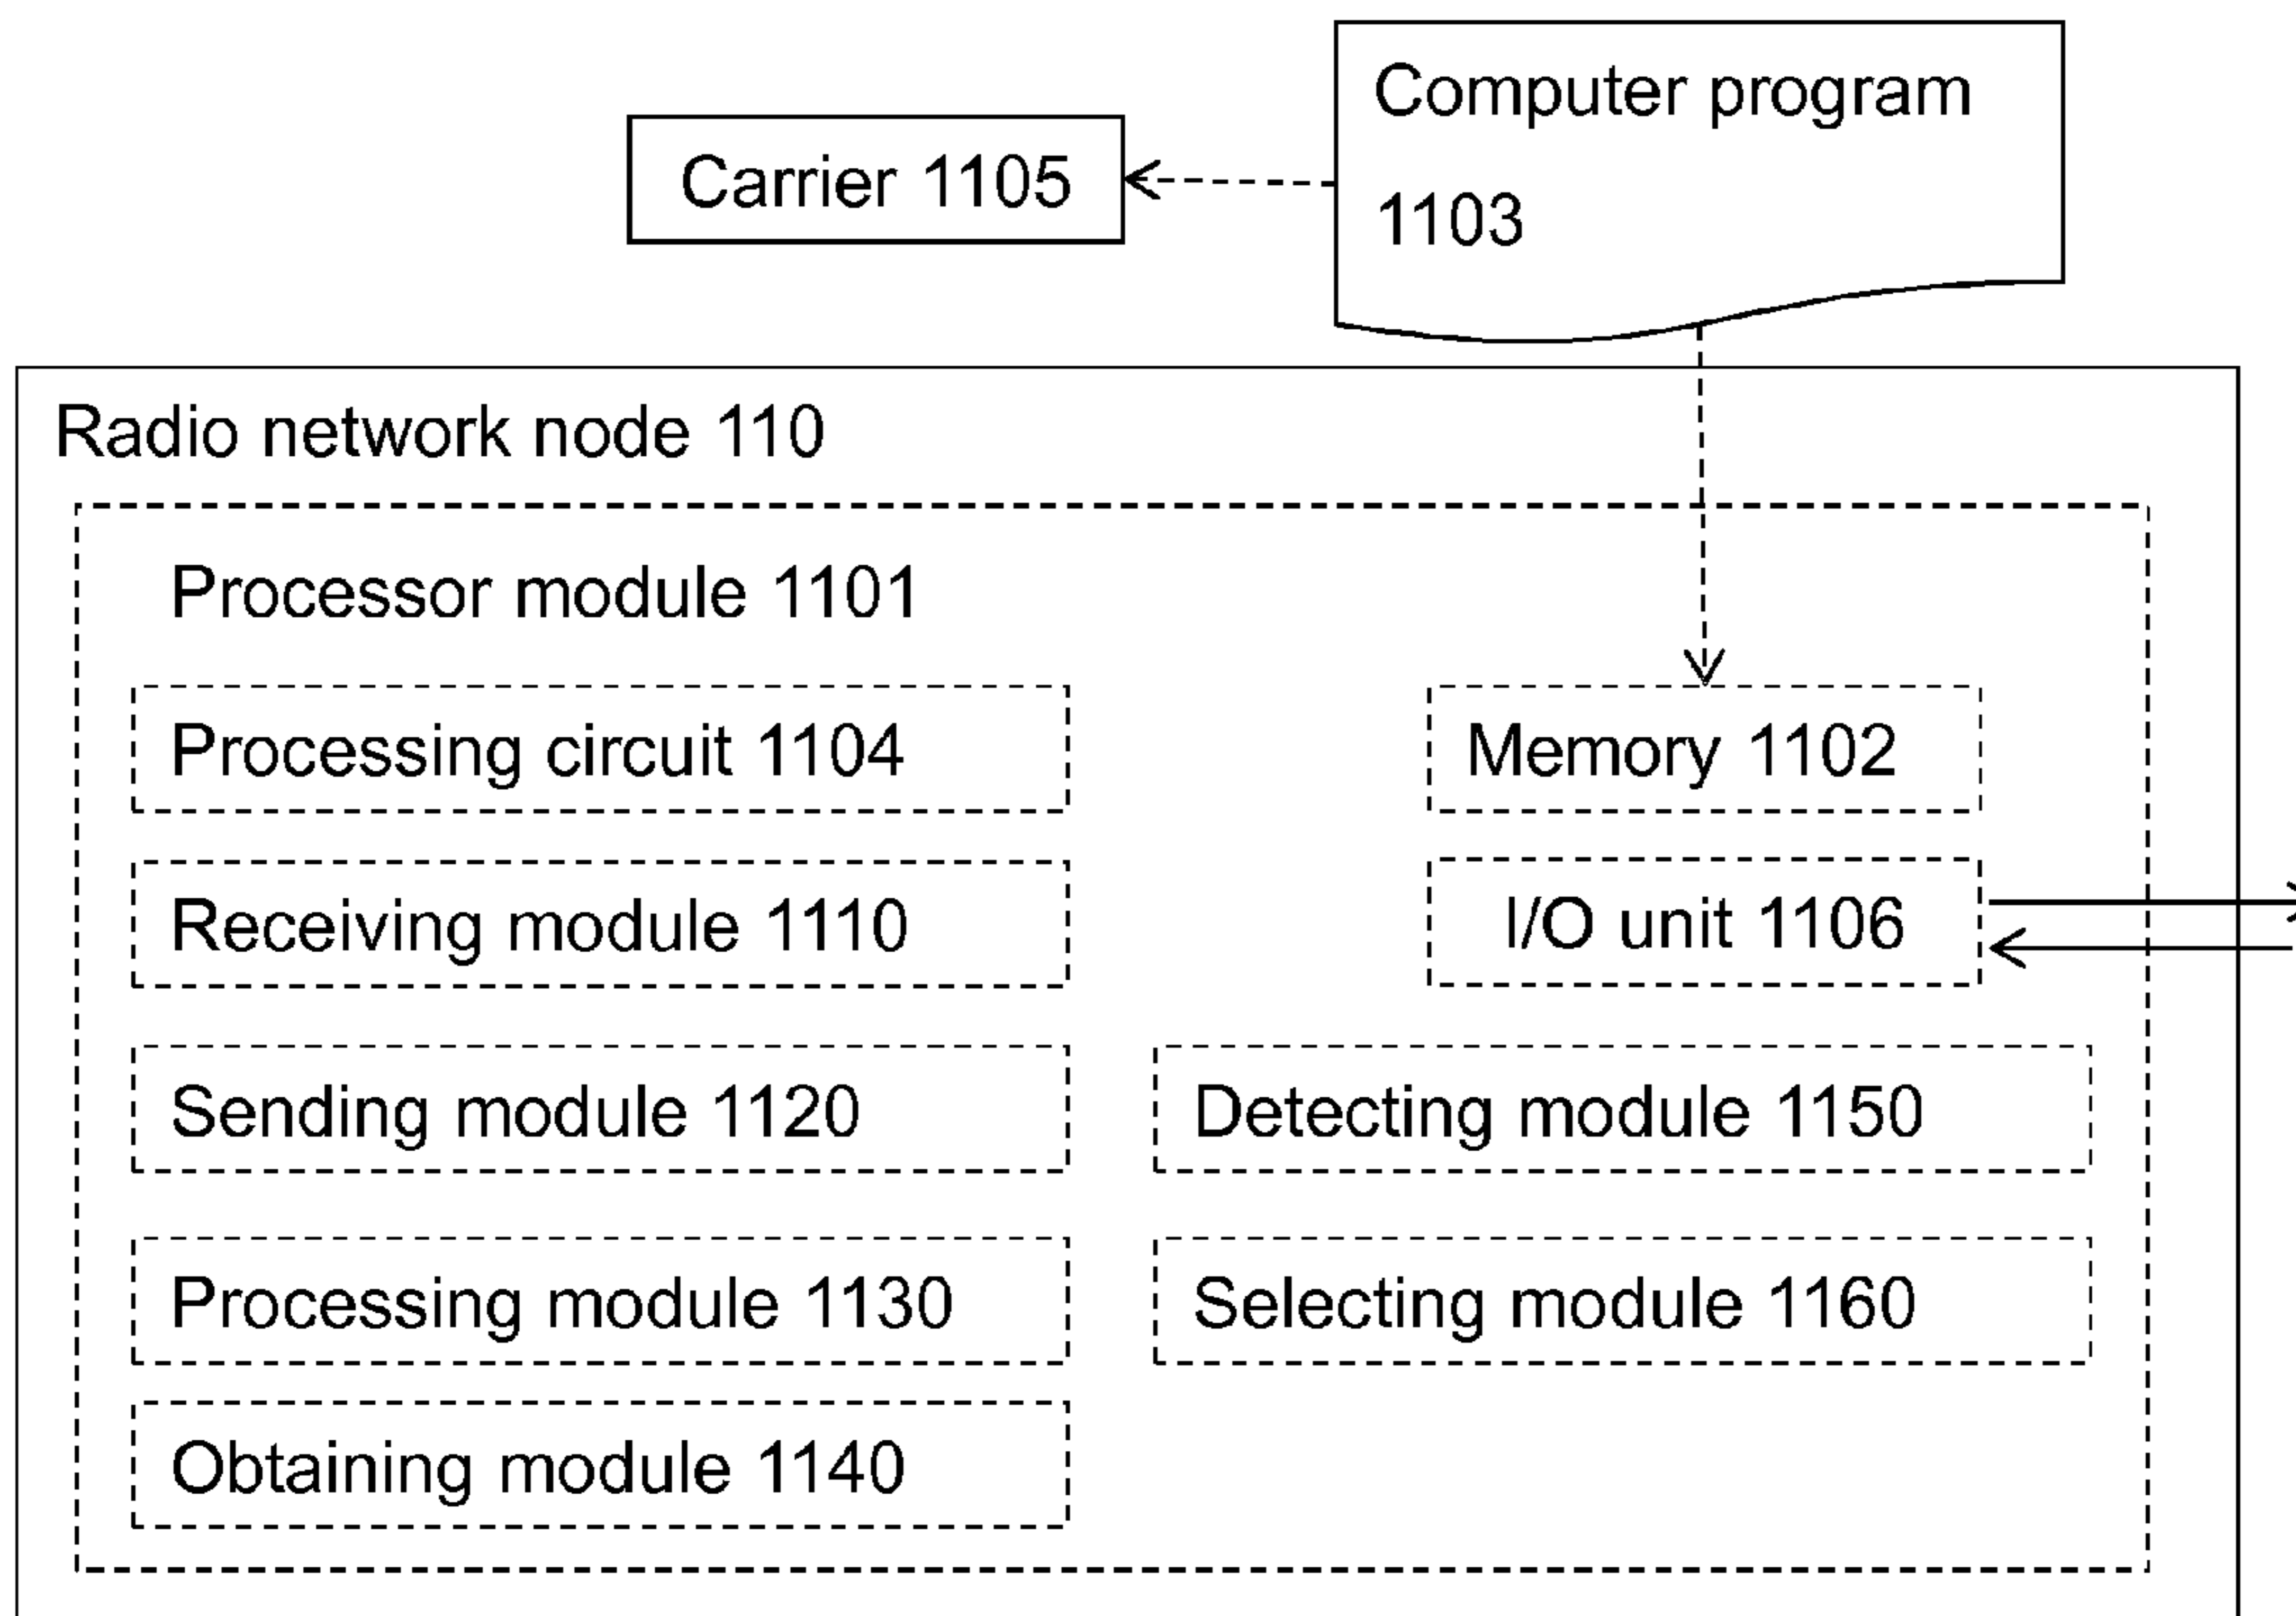 Computer program
1103
Carrier 1105
Radio network node 110
Processor module 1101
Processing circuit 1104
Memory 1102
Receiving module 1110
I/O unit 1106
Sending module 1120
Detecting module 1150
Processing module 1130
Selecting module 1160
Obtaining module 1140